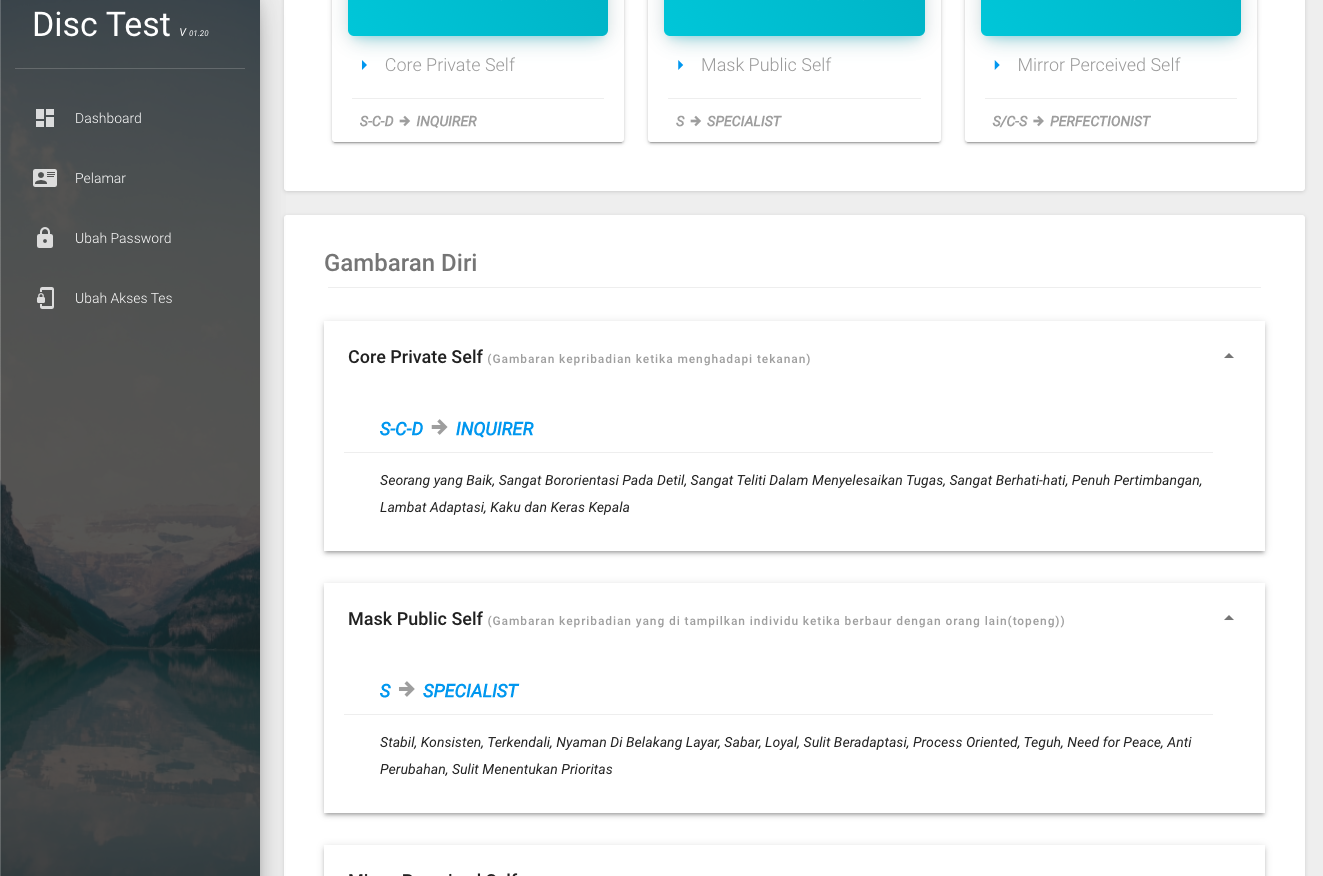 Disc Test V 01.20
Dashboard
Pelamar
Ubah Password
Ubah Akses Tes
Core Private Self
S-C-D → INQUIRER
Mask Public Self
S → SPECIALIST
Mirror Perceived Self
S/C-S → PERFECTIONIST
Gambaran Diri
Core Private Self (Gambaran kepribadian ketika menghadapi tekanan)
S-C-D → INQUIRER
Seorang yang Baik, Sangat Bororientasi Pada Detil, Sangat Teliti Dalam Menyelesaikan Tugas, Sangat Berhati-hati, Penuh Pertimbangan,
Lambat Adaptasi, Kaku dan Keras Kepala
Mask Public Self (Gambaran kepribadian yang di tampilkan individu ketika berbaur dengan orang lain(topeng))
S → SPECIALIST
Stabil, Konsisten, Terkendali, Nyaman Di Belakang Layar, Sabar, Loyal, Sulit Beradaptasi, Process Oriented, Teguh, Need for Peace, Anti
Perubahan, Sulit Menentukan Prioritas